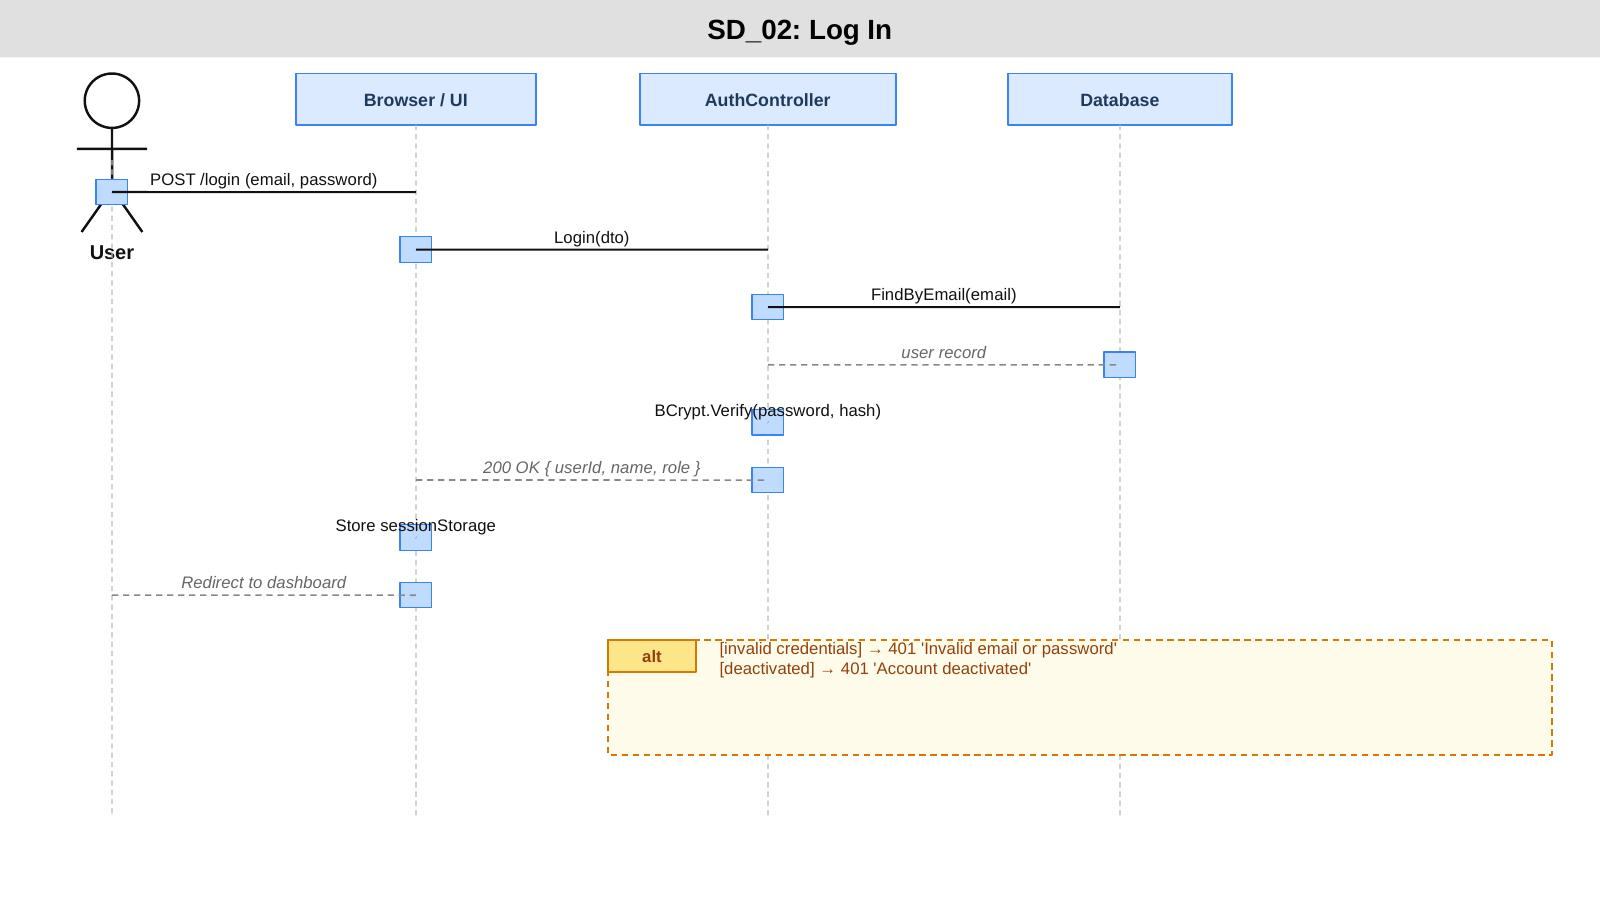 SD_02: Log In
Browser / UI
AuthController
Database
POST /login (email, password)
User
Login(dto)
FindByEmail(email)
user record
BCrypt.Verify(password, hash)
200 OK { userId, name, role }
Store sessionStorage
Redirect to dashboard
alt
[invalid credentials] → 401 'Invalid email or password'
[deactivated] → 401 'Account deactivated'